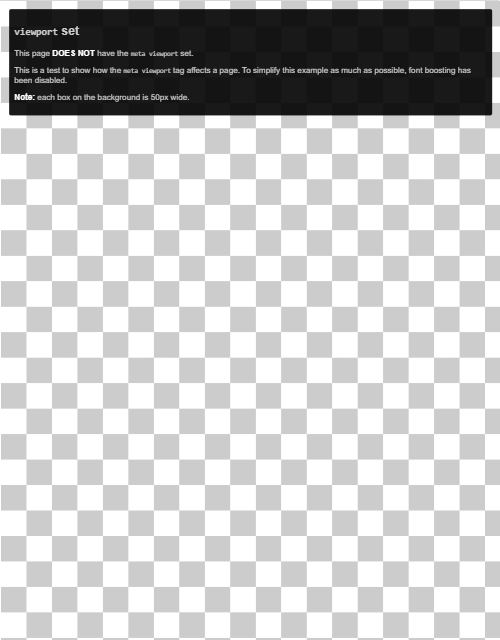 viewport set
This page DOES NOT have the meta viewport set.
This is a test to show how the meta viewport tag affects a page. To simplify this example as much as possible, font boosting has
been disabled.
Note: each box on the background is 50px wide.